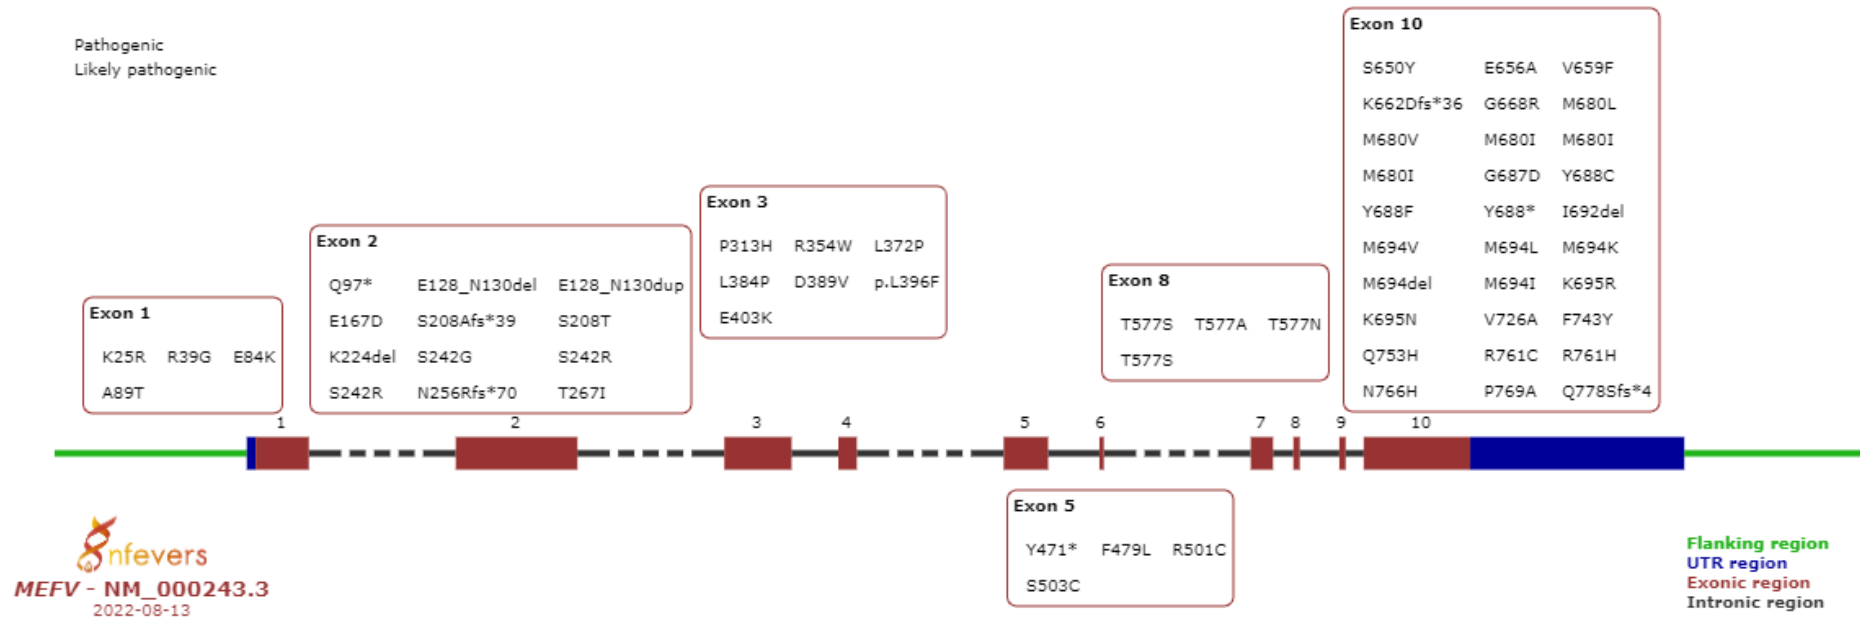 Pathogenic
Likely pathogenic
Exon 1
K25R R39G E84K
A89T
Exon 2
Q97* E128_N130del E128_N130dup
E167D S208Afs*39 S208T
K224del S242G S242R
S242R N256Rfs*70 T267I
Exon 3
P313H R354W L372P
L384P D389V p.L396F
E403K
Exon 8
T577S T577A T577N
T577S
Exon 10
S650Y E656A V659F
K662Dfs*36 G668R M680L
M680V M680I M680I
M680I G687D Y688C
Y688F Y688* I692del
M694V M694L M694K
M694del M694I K695R
K695N V726A F743Y
Q753H R761C R761H
N766H P769A Q778Sfs*4
1 2 3 4 5 6 7 8 9 10
Exon 5
Y471* F479L R501C
S503C
nfevers
MEFV - NM_000243.3
2022-08-13
Flanking region
UTR region
Exonic region
Intronic region